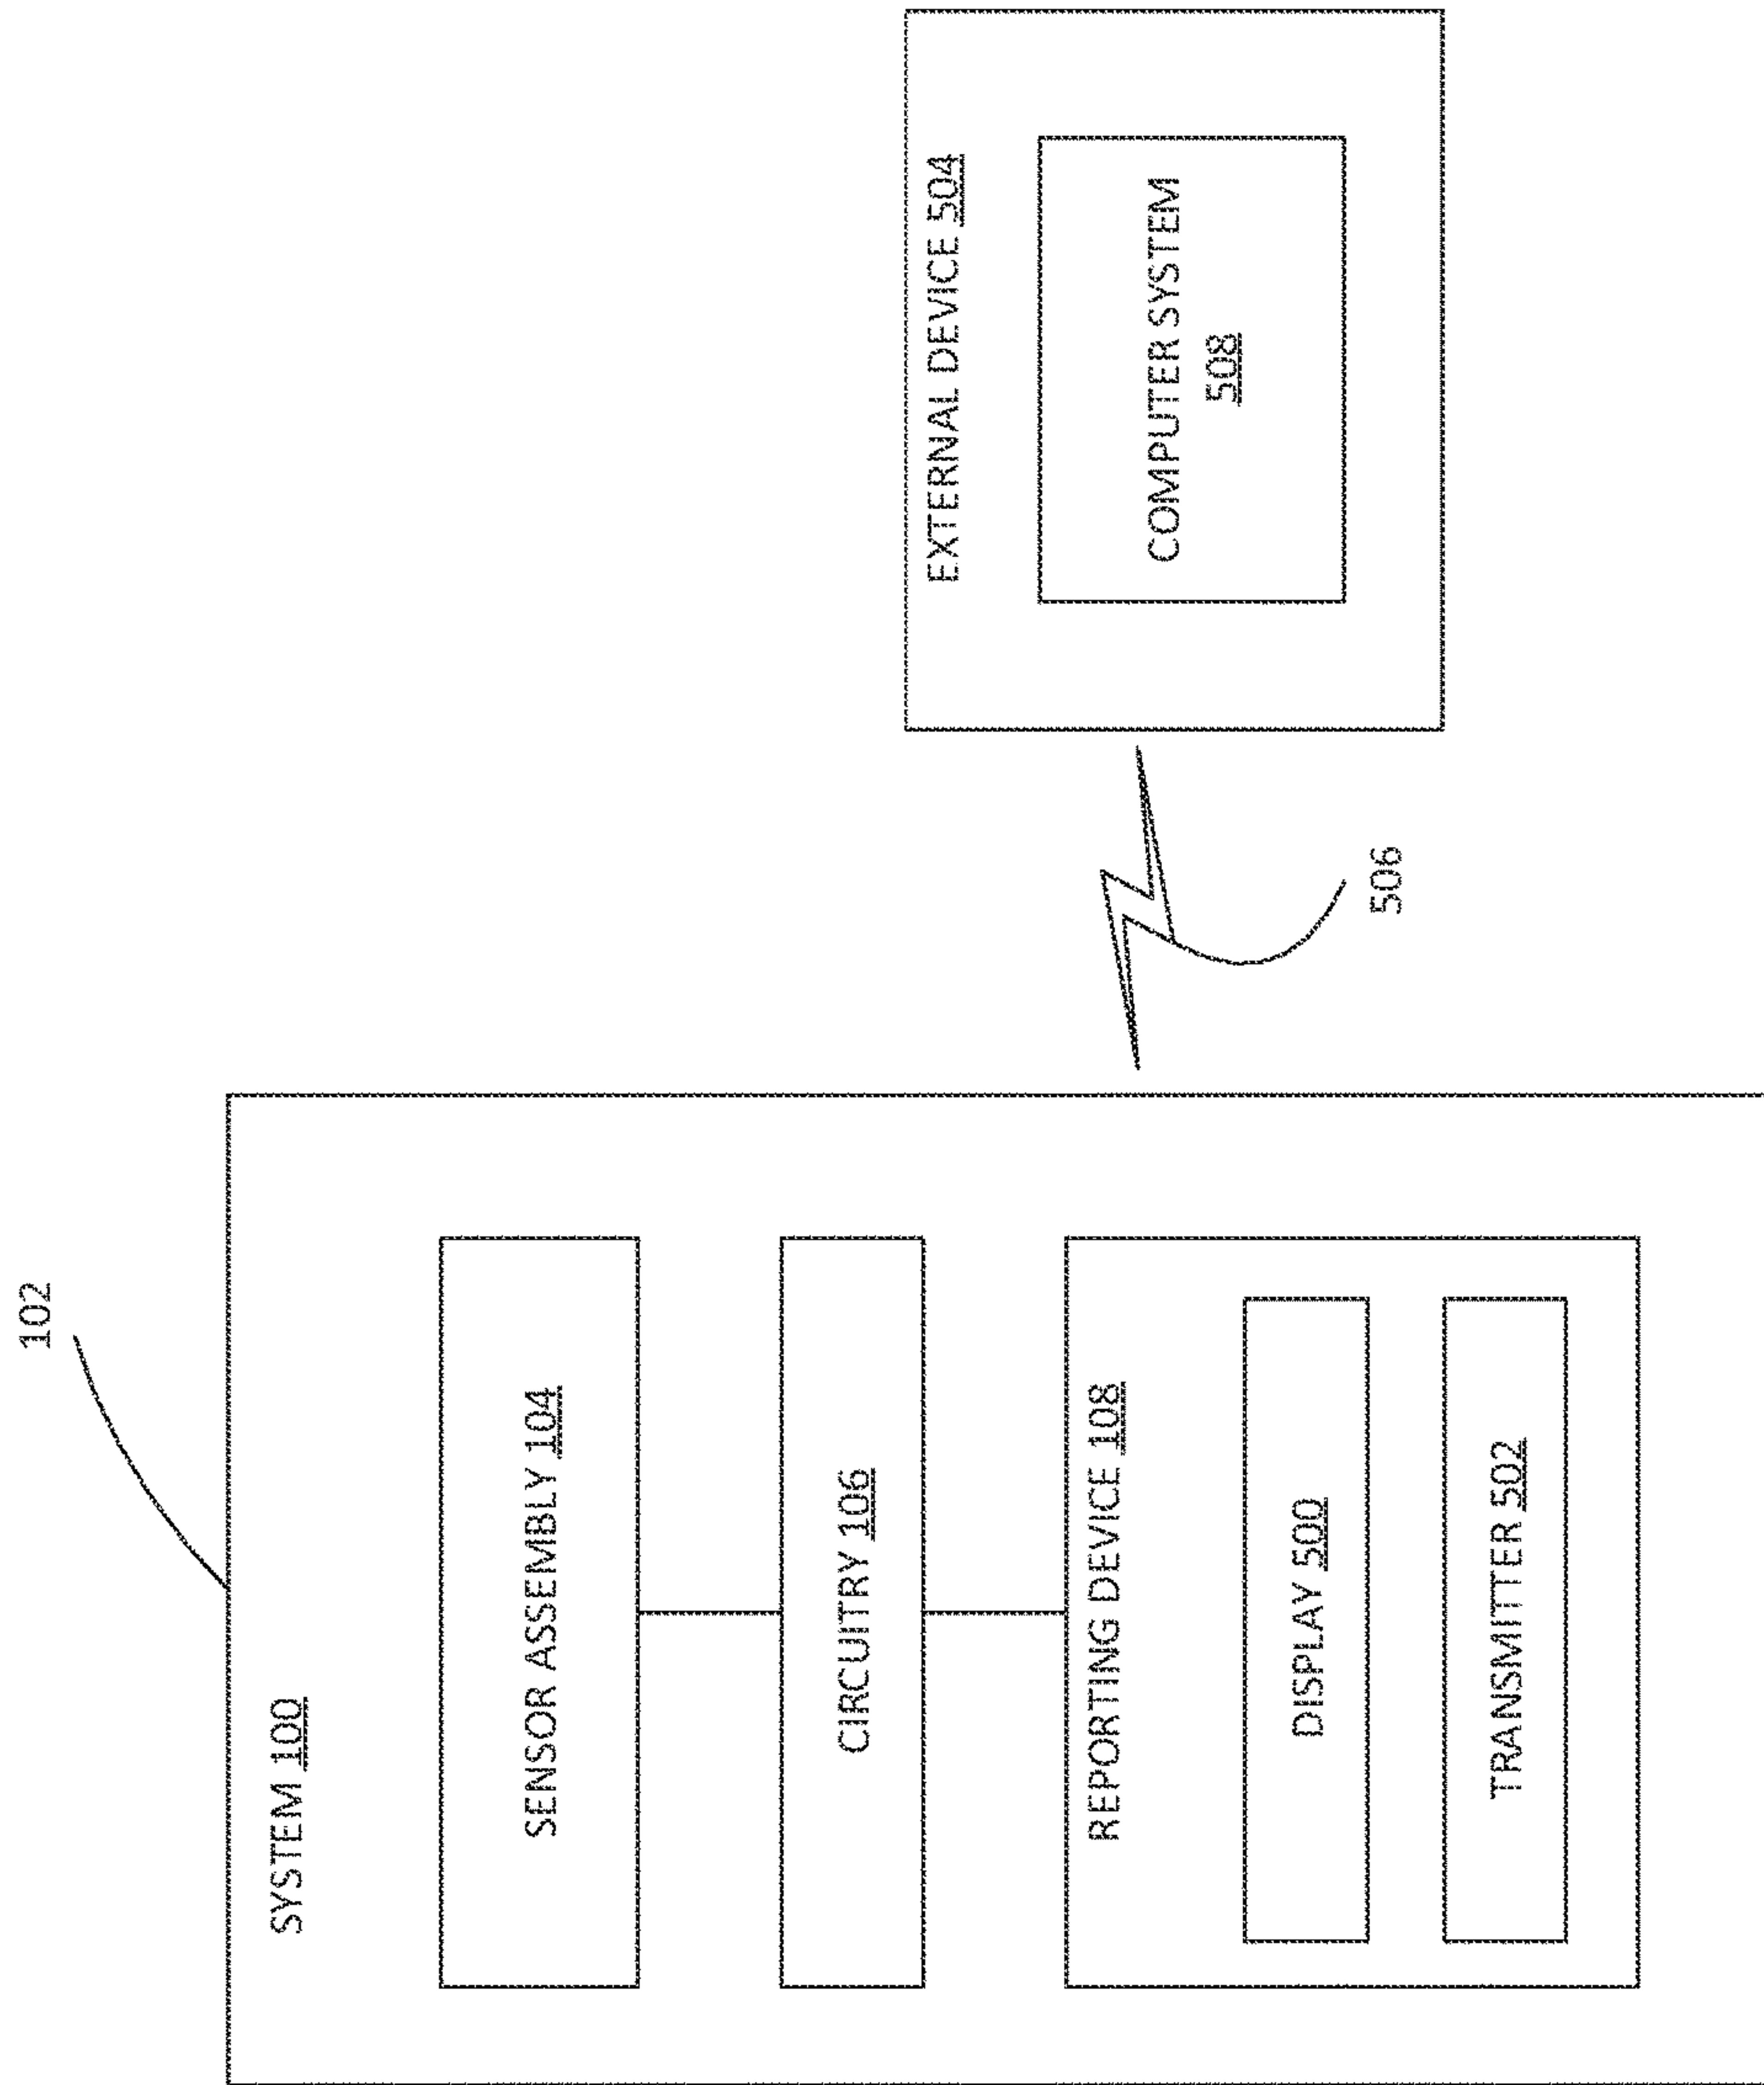 102
SYSTEM 100
SENSOR ASSEMBLY 104
CIRCUITRY 106
REPORTING DEVICE 108
DISPLAY 500
TRANSMITTER 502
506
EXTERNAL DEVICE 504
COMPUTER SYSTEM
508